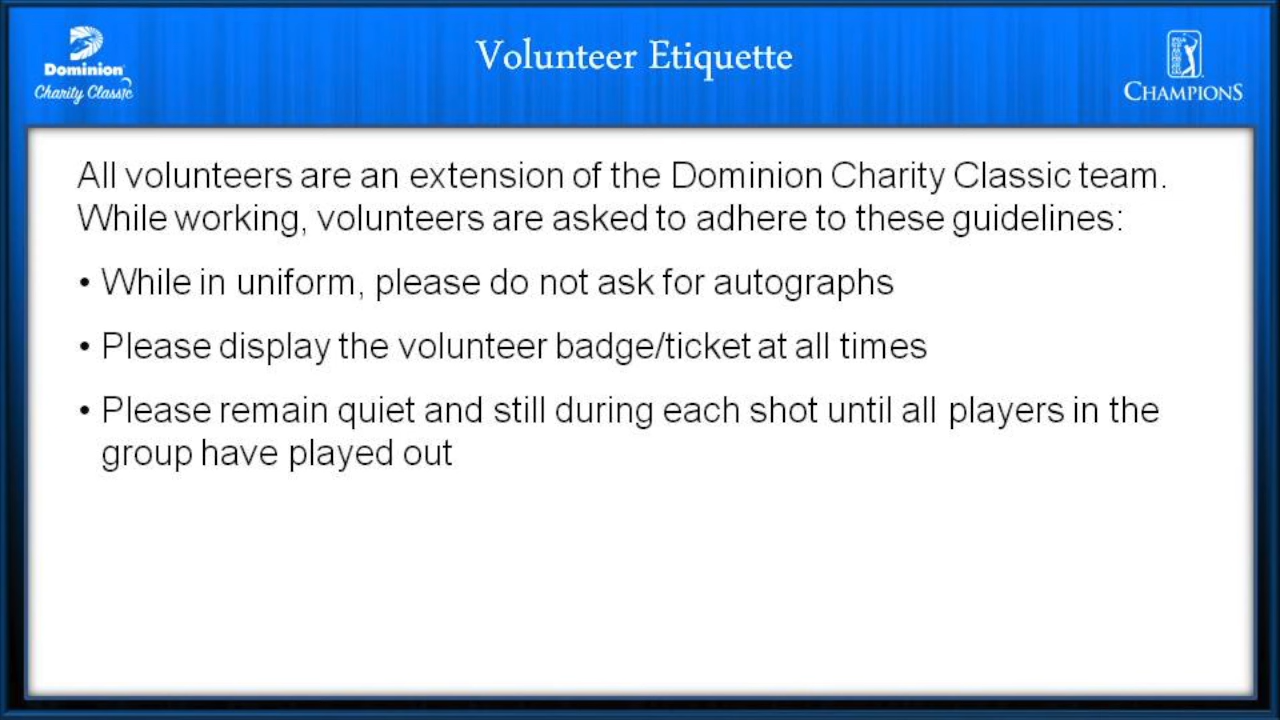 Dominion
Charity Classic
Volunteer Etiquette
CHAMPIONS
All volunteers are an extension of the Dominion Charity Classic team.
While working, volunteers are asked to adhere to these guidelines:
• While in uniform, please do not ask for autographs
• Please display the volunteer badge/ticket at all times
• Please remain quiet and still during each shot until all players in the
group have played out